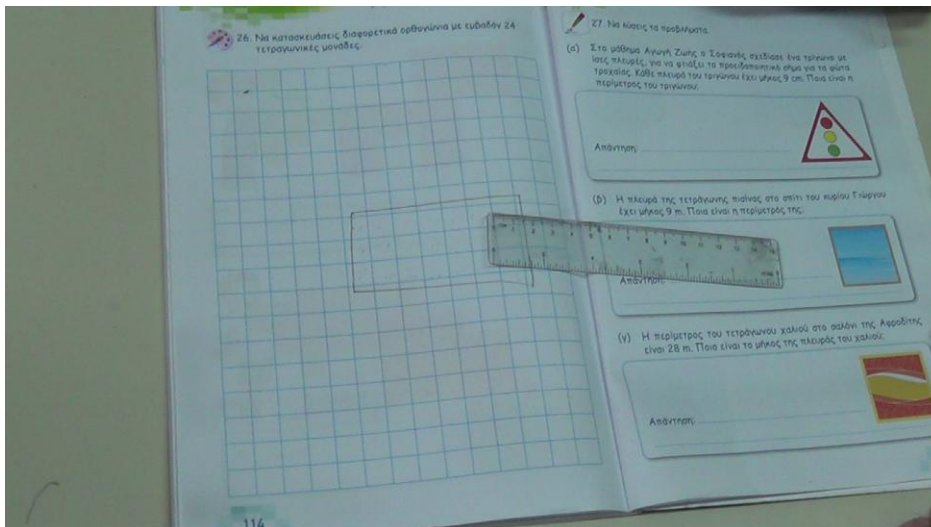 26. Να κατασκευάσεις διαφορετικά ορθογώνια με εμβαδόν 24
τετραγωνικές μονάδες.
114
27. Να λύσεις τα προβλήματα.
(α) Στο μάθημα Αγωγή Ζωής ο Σοφιανός σχεδίασε ένα τρίγωνο με
ίσες πλευρές, για να φτιάξει το προειδοποιητικό σήμα για τα φώτα
τροχαίας. Κάθε πλευρά του τριγώνου έχει μήκος 9 cm. Ποια είναι η
περίμετρος του τριγώνου;
Απάντηση:
(β) Η πλευρά της τετράγωνης πισίνας στο σπίτι του κυρίου Γιώργου
έχει μήκος 9 m. Ποια είναι η περίμετρός της;
Απάντηση:
(γ) Η περίμετρος του τετράγωνου χαλιού στο σαλόνι της Αφροδίτης
είναι 28 m. Ποιο είναι το μήκος της πλευράς του χαλιού;
Απάντηση: